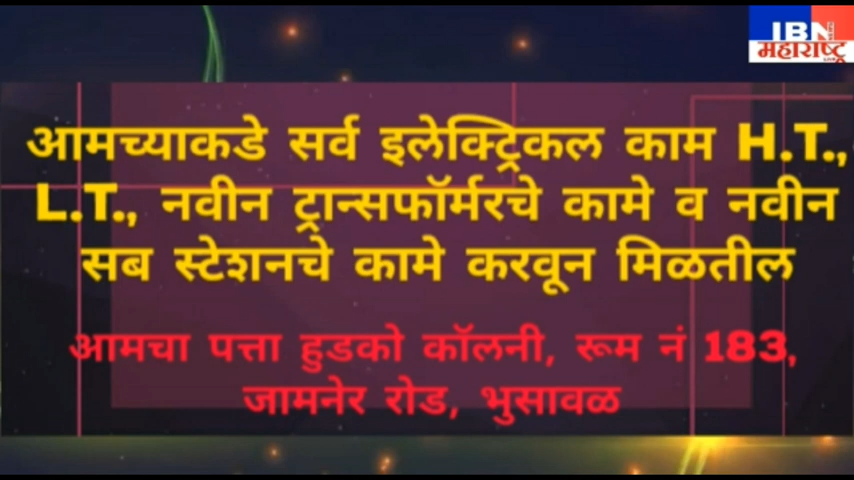 IBN
महाराष्ट्र
आमच्याकडे सर्व इलेक्ट्रिकल काम H.T.,
L.T., नवीन ट्रान्सफॉर्मरचे कामे व नवीन
सब स्टेशनचे कामे करवून मिळतील
आमचा पत्ता हुडको कॉलनी, रूम नं 183,
जामनेर रोड, भुसावळ